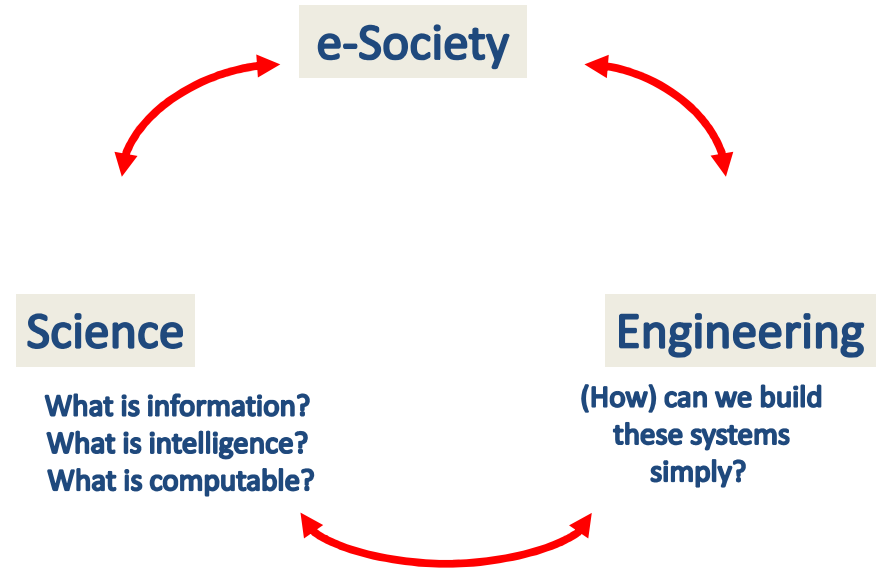 e-Society
Science
What is information?
What is intelligence?
What is computable?
Engineering
(How) can we build
these systems
simply?